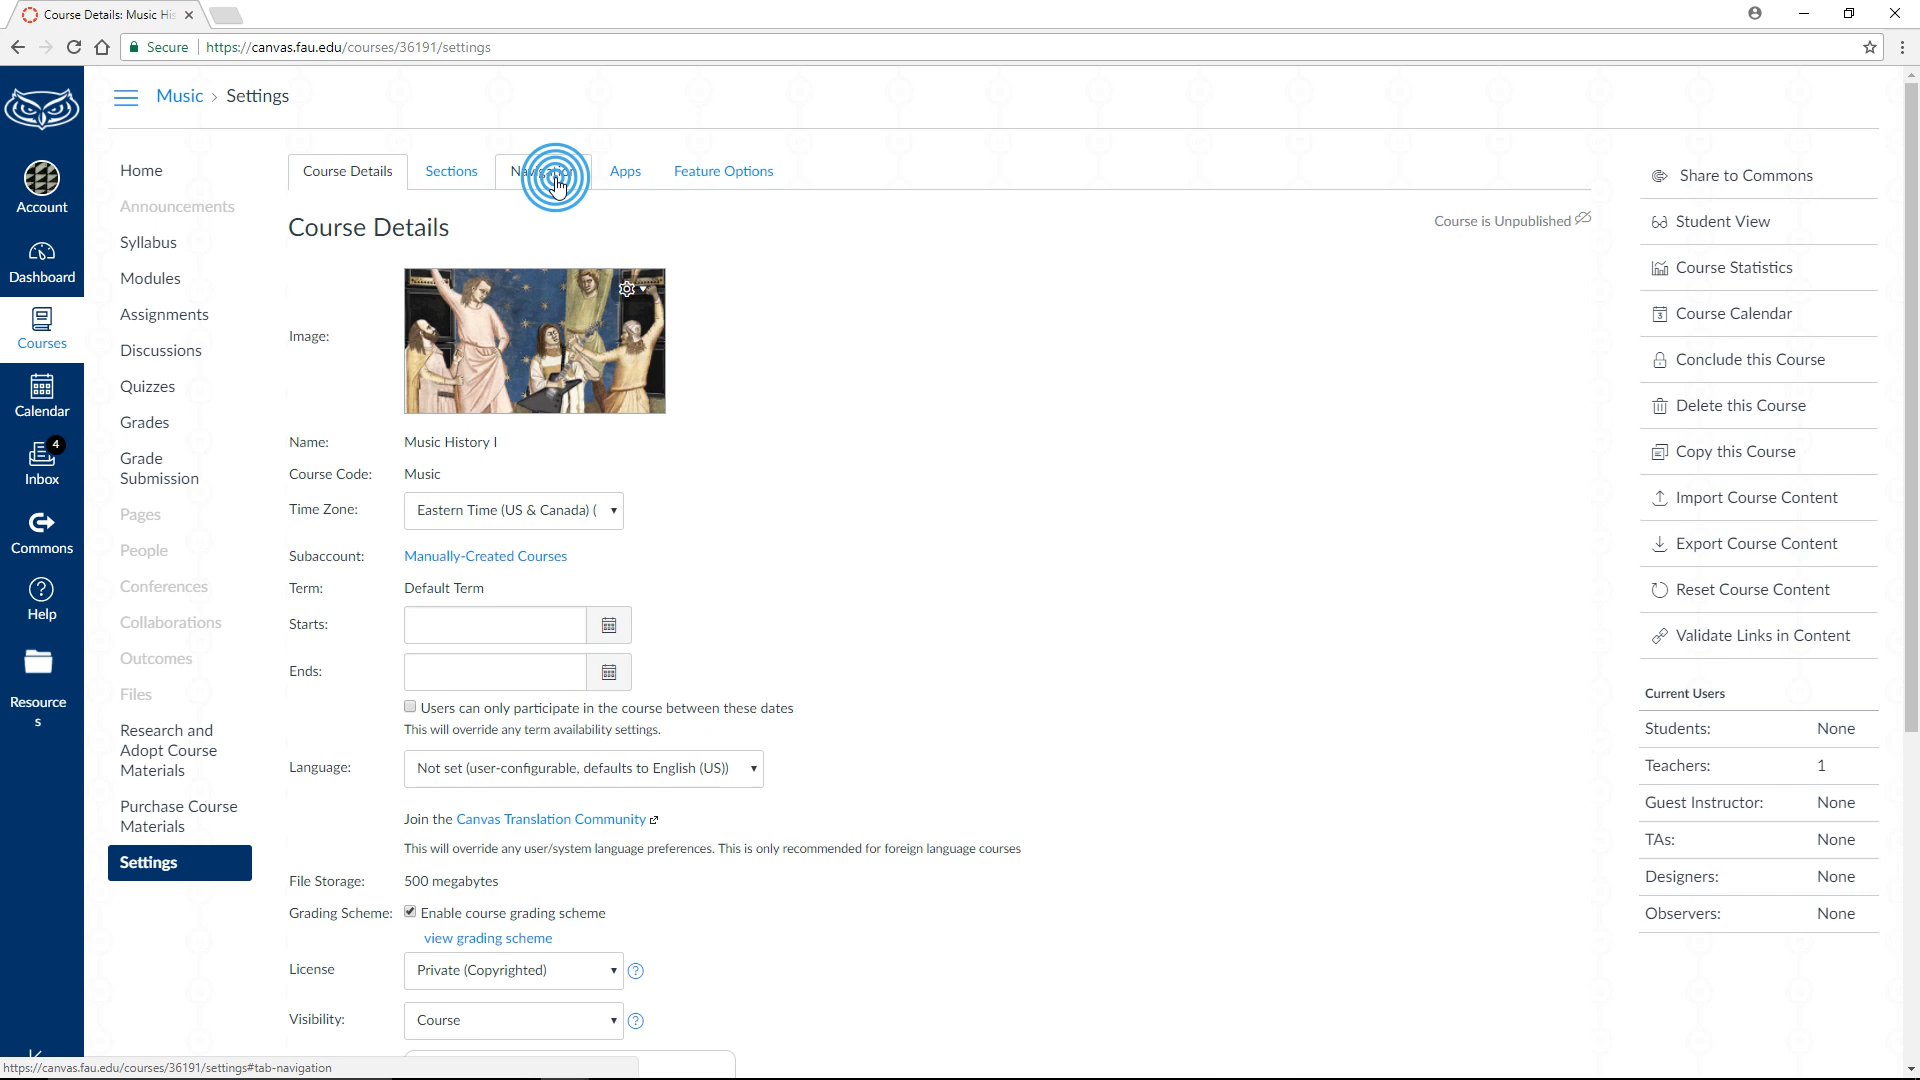 Course Details: Music His
Secure
https://canvas.fau.edu/courses/36191/settings
Music > Settings
Account
Dashboard
Courses
Calendar
4
Inbox
Commons
Help
Resource
s
Home
Announcements
Syllabus
Modules
Assignments
Discussions
Quizzes
Grades
Grade
Submission
Pages
People
Conferences
Collaborations
Outcomes
Files
Research and
Adopt Course
Materials
Purchase Course
Materials
Settings
Course Details
Sections
Navigation
Apps
Feature Options
Course Details
Course is Unpublished
Image:
Name: Music History I
Course Code: Music
Time Zone: Eastern Time (US & Canada) (
Subaccount: Manually-Created Courses
Term: Default Term
Starts:
Ends:
Users can only participate in the course between these dates
This will override any term availability settings.
Language: Not set (user-configurable, defaults to English (US))
Join the Canvas Translation Community
This will override any user/system language preferences. This is only recommended for foreign language courses
File Storage: 500 megabytes
Grading Scheme: Enable course grading scheme
view grading scheme
License Private (Copyrighted) ?
Visibility: Course ?
Share to Commons
Student View
Course Statistics
Course Calendar
Conclude this Course
Delete this Course
Copy this Course
Import Course Content
Export Course Content
Reset Course Content
Validate Links in Content
Current Users
Students: None
Teachers: 1
Guest Instructor: None
TAs: None
Designers: None
Observers: None
https://canvas.fau.edu/courses/36191/settings#tab-navigation